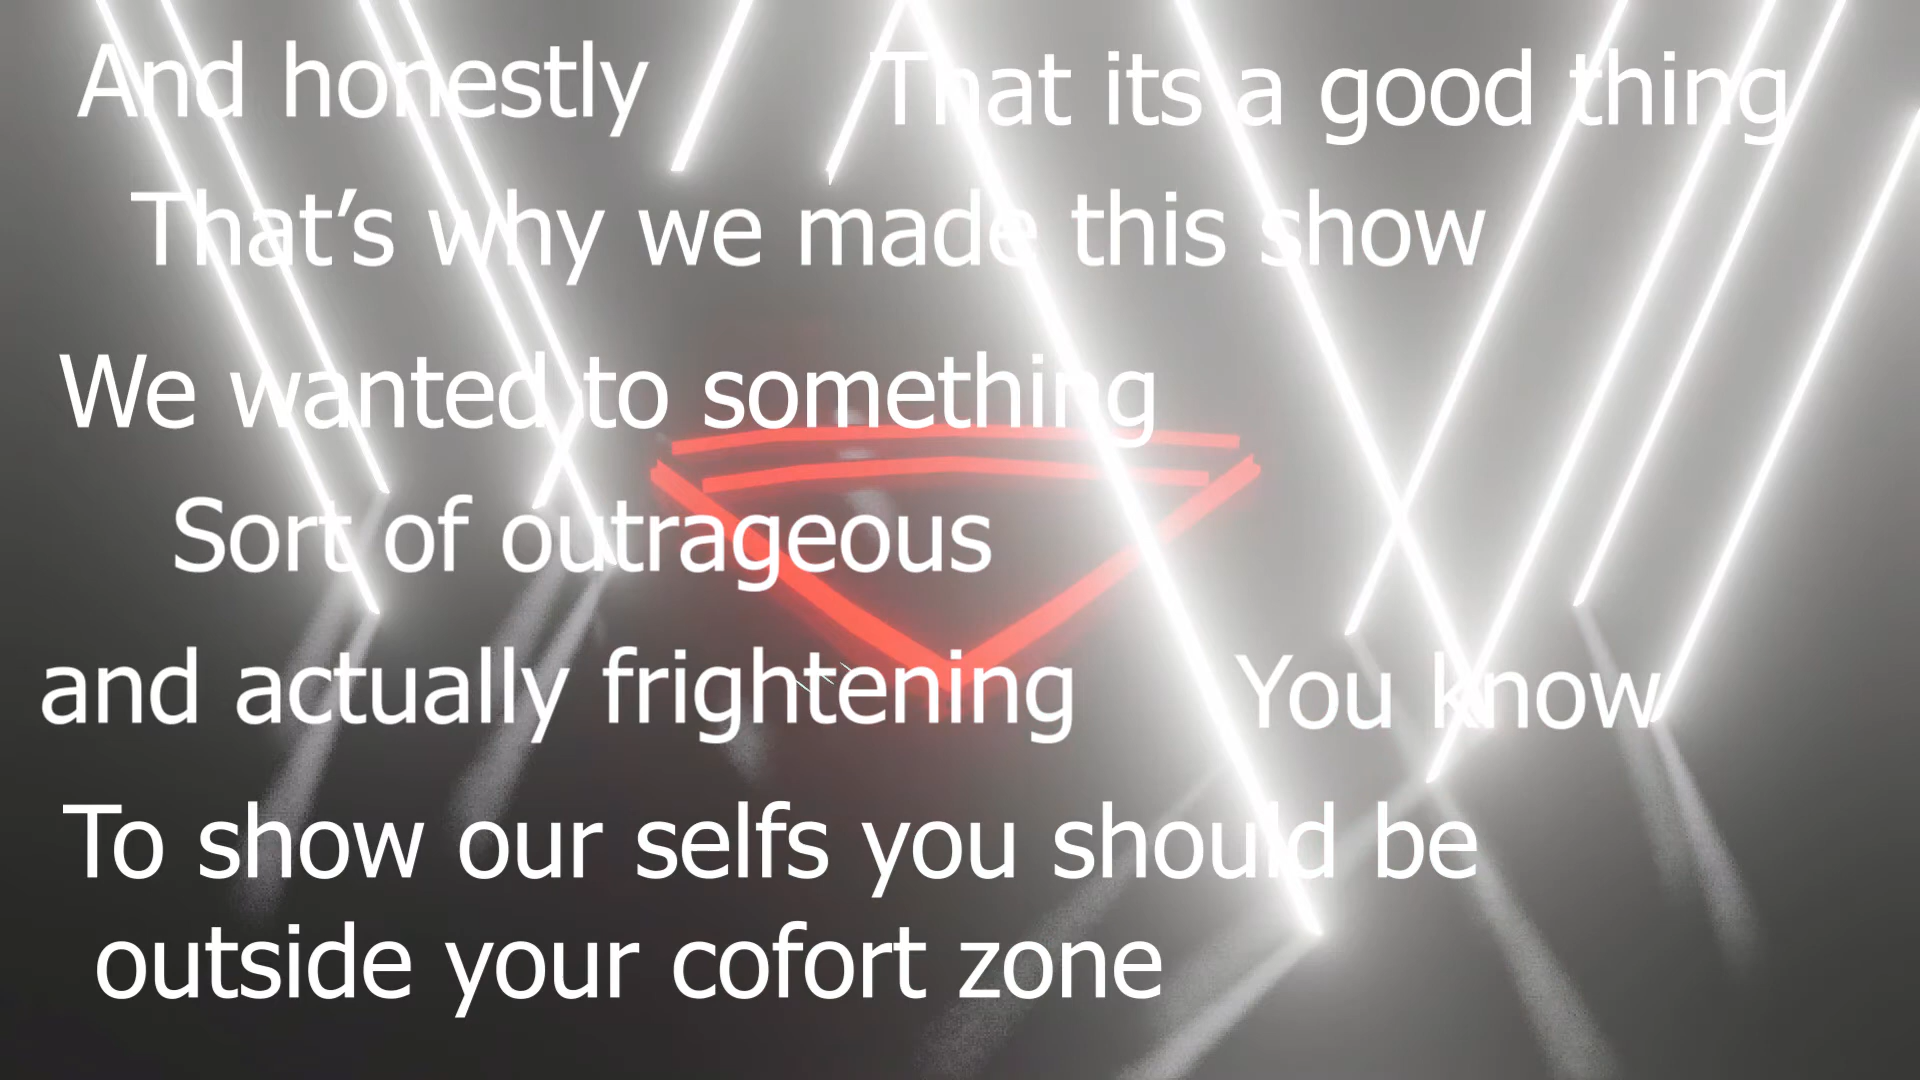 And honestly
That its a good thing
That’s why we made this show
We wanted to something
Sort of outrageous
and actually frightening
You know
To show our selfs you should be
outside your cofort zone